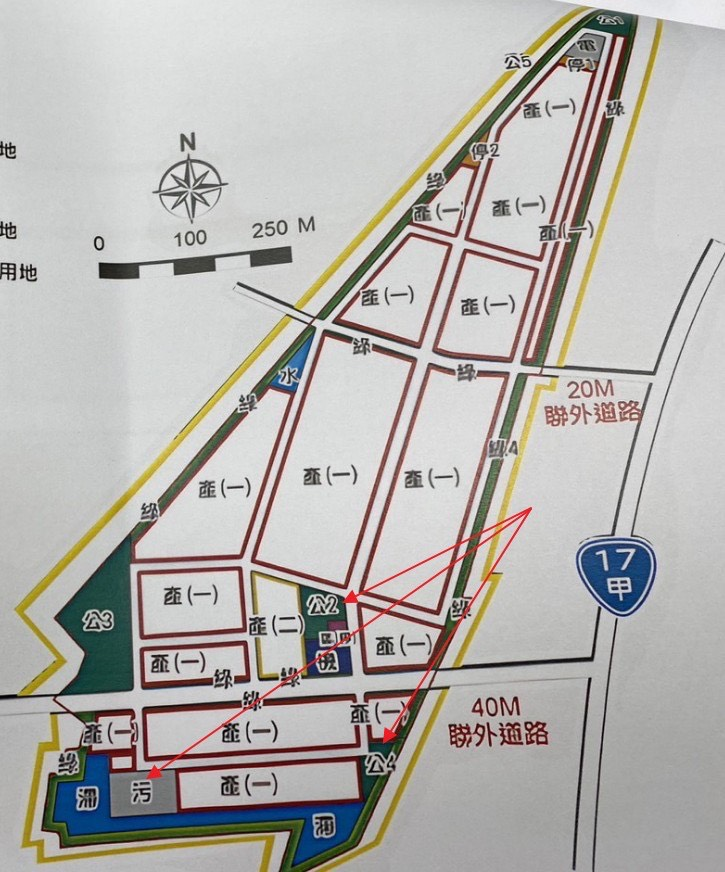 公1
電
公5
停1
地
產(一)
綠
N
停2
綠
地
產(一)
產(一)
產(一)
0 100 250 M
用地
產(一)
產(一)
綠
綠
水
20M
聯外道路
綠
產(一)
產(一)
產(一)
綠
17
甲
產(一)
公2
綠
公3
產(二)
產(一)
機
產(一)
綠
綠
綠
40M
聯外道路
產(一)
產(一)
產(一)
公4
綠
污
產(一)